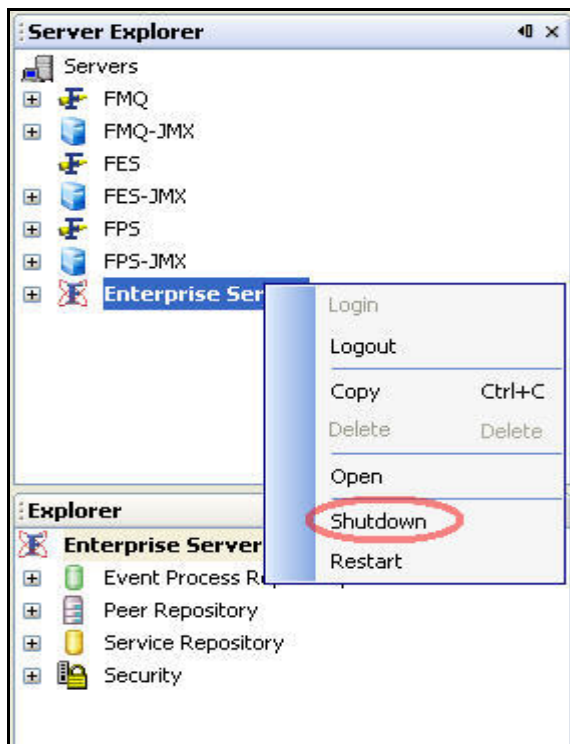 Server Explorer
Servers
FMQ
FMQ-JMX
FES
FES-JMX
FPS
FPS-JMX
Enterprise Ser
Login
Logout
Copy Ctrl+C
Delete Delete
Open
Shutdown
Restart
Explorer
Enterprise Server
Event Process R
Peer Repository
Service Repository
Security